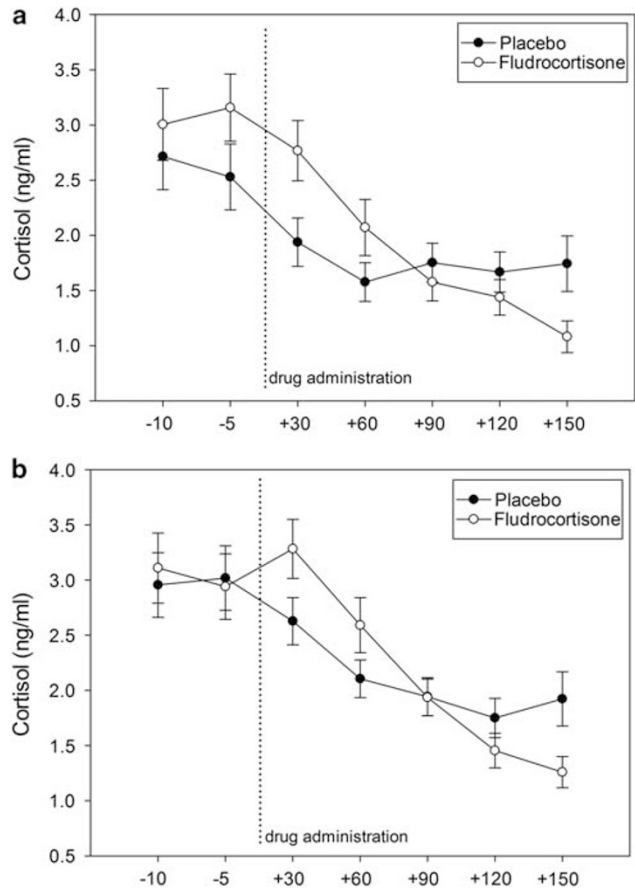 a
4.0
Placebo
Fludrocortisone
3.5
3.0
2.5
2.0
1.5
1.0
0.5
Cortisol (ng/ml)
drug administration
-10 -5 +30 +60 +90 +120 +150
b
4.0
Placebo
Fludrocortisone
3.5
3.0
2.5
2.0
1.5
1.0
0.5
Cortisol (ng/ml)
drug administration
-10 -5 +30 +60 +90 +120 +150